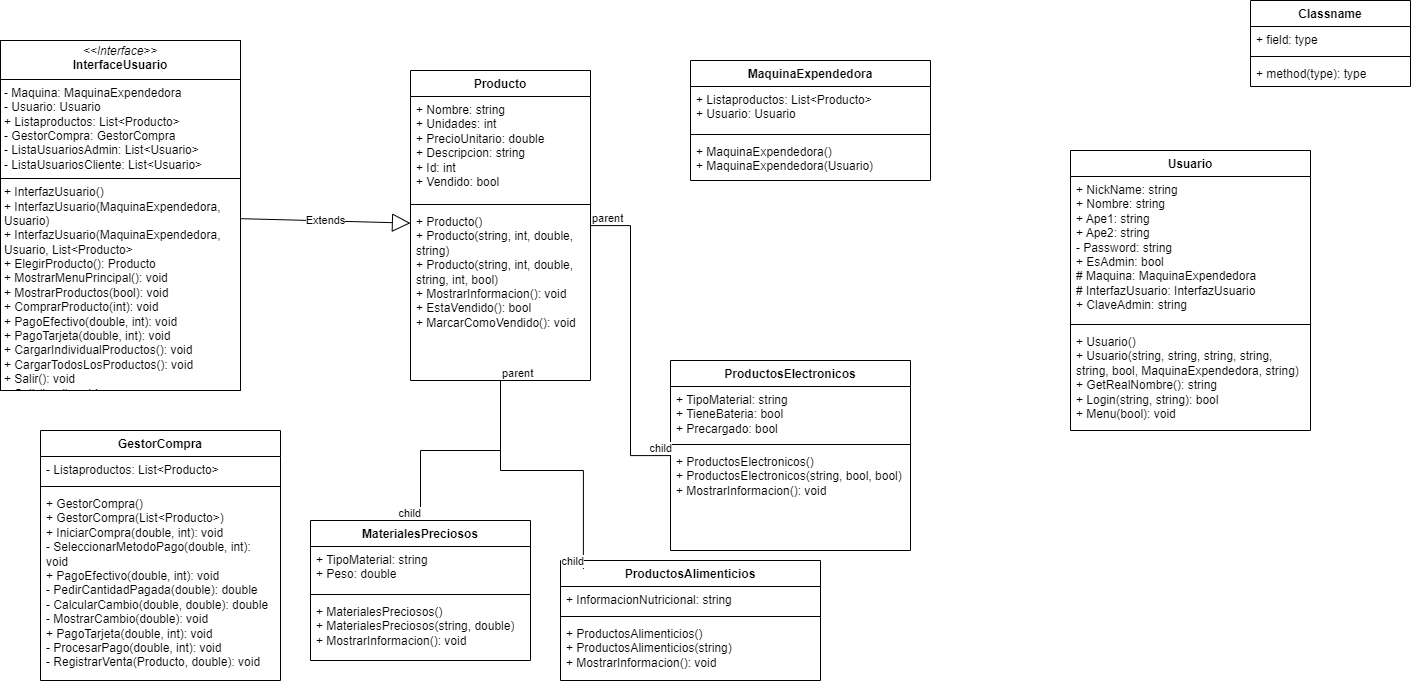 Classname
+ field: type
+ method(type): type
<<Interface>>
InterfaceUsuario
- Maquina: MaquinaExpendedora
- Usuario: Usuario
+ Listaproductos: List<Producto>
- GestorCompra: GestorCompra
- ListaUsuariosAdmin: List<Usuario>
- ListaUsuariosCliente: List<Usuario>
+ InterfazUsuario()
+ InterfazUsuario(MaquinaExpendedora,
Usuario)
+ InterfazUsuario(MaquinaExpendedora,
Usuario, List<Producto>
+ ElegirProducto(): Producto
+ MostrarMenuPrincipal(): void
+ MostrarProductos(bool): void
+ ComprarProducto(int): void
+ PagoEfectivo(double, int): void
+ PagoTarjeta(double, int): void
+ CargarIndividualProductos(): void
+ CargarTodosLosProductos(): void
+ Salir(): void
Extends
Producto
+ Nombre: string
+ Unidades: int
+ PrecioUnitario: double
+ Descripcion: string
+ Id: int
+ Vendido: bool
+ Producto()
+ Producto(string, int, double,
string)
+ Producto(string, int, double,
string, int, bool)
+ MostrarInformacion(): void
+ EstaVendido(): bool
+ MarcarComoVendido(): void
parent
parent
MaquinaExpendedora
+ Listaproductos: List<Producto>
+ Usuario: Usuario
+ MaquinaExpendedora()
+ MaquinaExpendedora(Usuario)
Usuario
+ NickName: string
+ Nombre: string
+ Ape1: string
+ Ape2: string
- Password: string
+ EsAdmin: bool
# Maquina: MaquinaExpendedora
# InterfazUsuario: InterfazUsuario
+ ClaveAdmin: string
+ Usuario()
+ Usuario(string, string, string, string,
string, bool, MaquinaExpendedora, string)
+ GetRealNombre(): string
+ Login(string, string): bool
+ Menu(bool): void
ProductosElectronicos
+ TipoMaterial: string
+ TieneBateria: bool
+ Precargado: bool
child
+ ProductosElectronicos()
+ ProductosElectronicos(string, bool, bool)
+ MostrarInformacion(): void
GestorCompra
- Listaproductos: List<Producto>
+ GestorCompra()
+ GestorCompra(List<Producto>)
+ IniciarCompra(double, int): void
- SeleccionarMetodoPago(double, int):
void
+ PagoEfectivo(double, int): void
- PedirCantidadPagada(double): double
- CalcularCambio(double, double): double
- MostrarCambio(double): void
+ PagoTarjeta(double, int): void
- ProcesarPago(double, int): void
- RegistrarVenta(Producto, double): void
child
MaterialesPreciosos
+ TipoMaterial: string
+ Peso: double
+ MaterialesPreciosos()
+ MaterialesPreciosos(string, double)
+ MostrarInformacion(): void
child
ProductosAlimenticios
+ InformacionNutricional: string
+ ProductosAlimenticios()
+ ProductosAlimenticios(string)
+ MostrarInformacion(): void